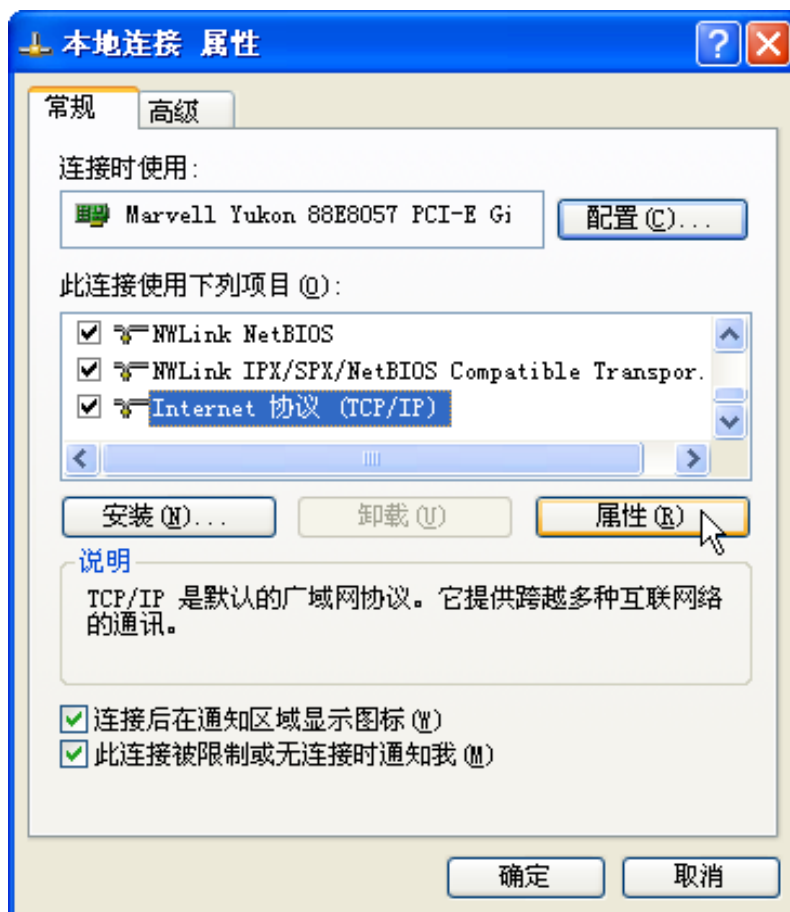 本地连接 属性
常规
高级
连接时使用:
Marvell Yukon 88E8057 PCI-E Gi
配置(C)...
此连接使用下列项目(O):
NWLink NetBIOS
NWLink IPX/SPX/NetBIOS Compatible Transpor.
Internet 协议 (TCP/IP)
安装(N)...
卸载(U)
属性(R)
说明
TCP/IP 是默认的广域网协议。它提供跨越多种互联网络
的通讯。
连接后在通知区域显示图标(W)
此连接被限制或无连接时通知我(M)
确定
取消